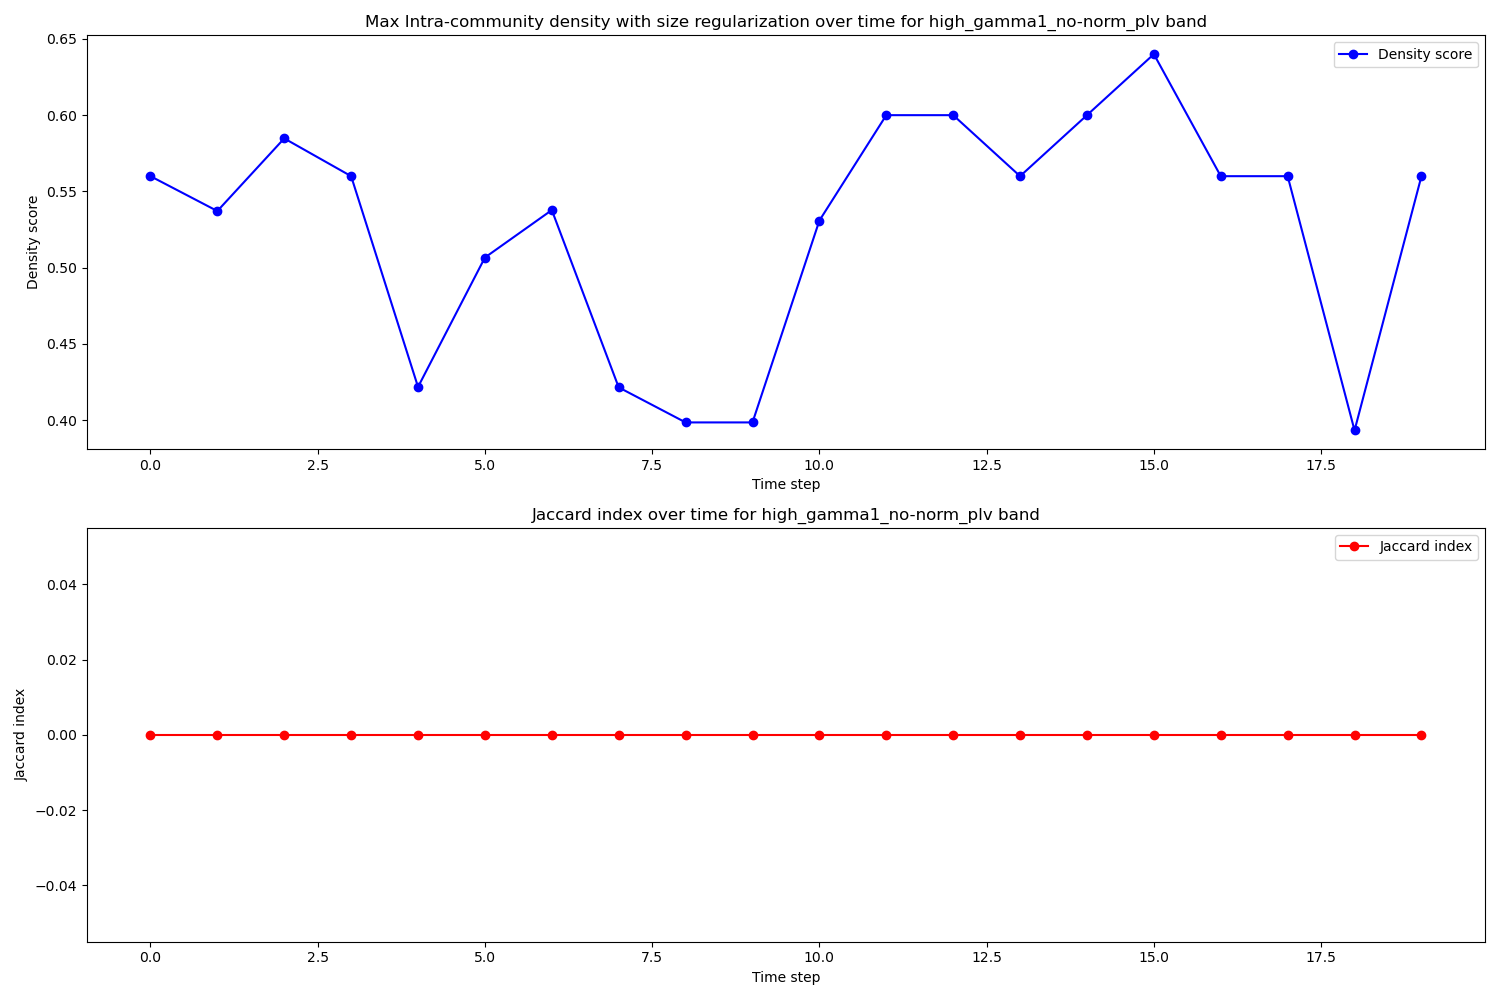 Max Intra-community density with size regularization over time for high_gamma1_no-norm_plv band
Density score
0.65
0.60
0.55
0.50
0.45
0.40
Density score
0.0 2.5 5.0 7.5 10.0 12.5 15.0 17.5
Time step
Jaccard index over time for high_gamma1_no-norm_plv band
Jaccard index
0.04
0.02
0.00
−0.02
−0.04
Jaccard index
0.0 2.5 5.0 7.5 10.0 12.5 15.0 17.5
Time step